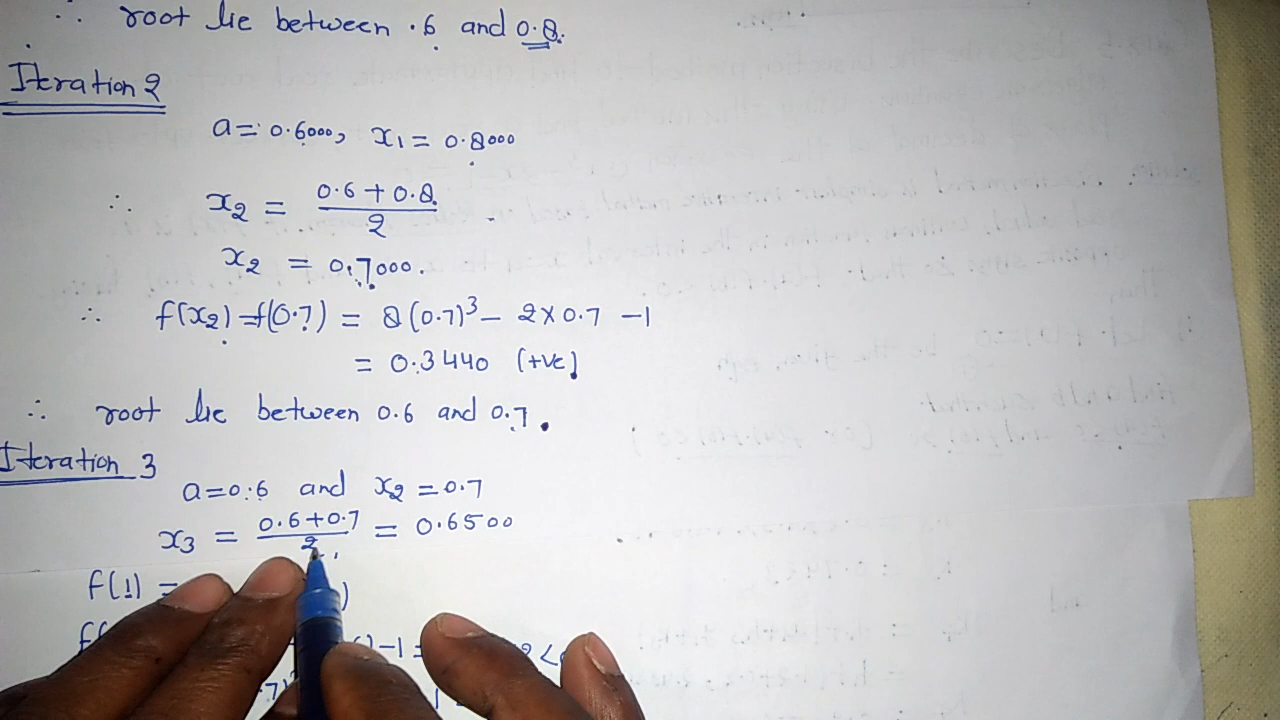 ∴ root lie between .6 and 0.8.
Iteration 2
a = 0.6000, x₁ = 0.8000
∴ x₂ = (0.6 + 0.8)/2
x₂ = 0.7000.
∴ f(x₂) = f(0.7) = 8(0.7)³ − 2×0.7 −1
= 0.3440 (+ve)
∴ root lie between 0.6 and 0.7.
Iteration 3
a = 0.6 and x₂ = 0.7
x₃ = (0.6+0.7)/2 = 0.6500
f(1) =